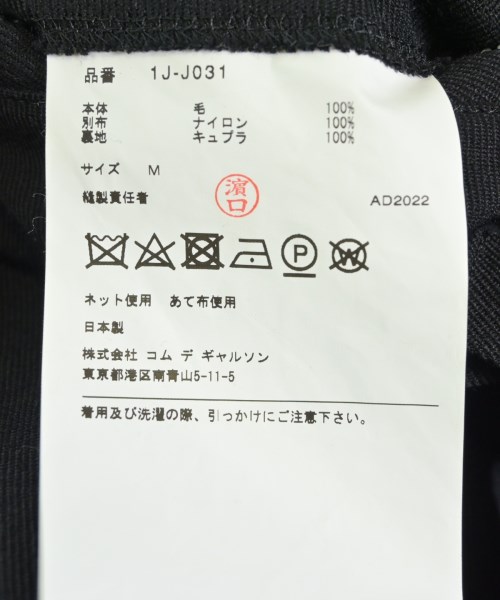 品番 1J-J031
本体 毛 100%
別布 ナイロン 100%
裏地 キュプラ 100%
サイズ M
縫製責任者 濱口 AD2022
P W
ネット使用 あて布使用
日本製
株式会社 コム デ ギャルソン
東京都港区南青山5-11-5
着用及び洗濯の際、引っかけにご注意下さい。